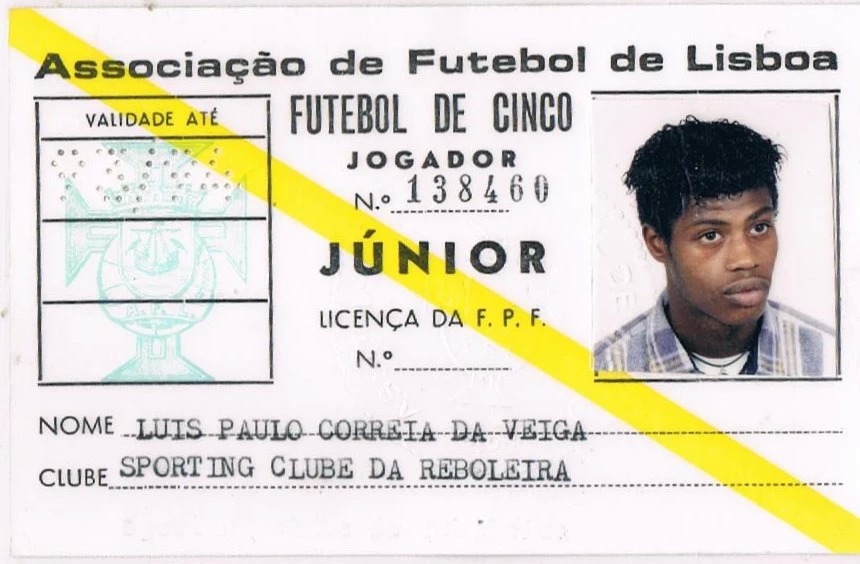 Associação de Futebol de Lisboa
VALIDADE ATÉ
FUTEBOL DE CINCO
JOGADOR
N.º 138460
JÚNIOR
LICENÇA DA F. P. F.
N.º
A. F. L.
NOME LUIS PAULO CORREIA DA VEIGA
CLUBE SPORTING CLUBE DA REBOLEIRA